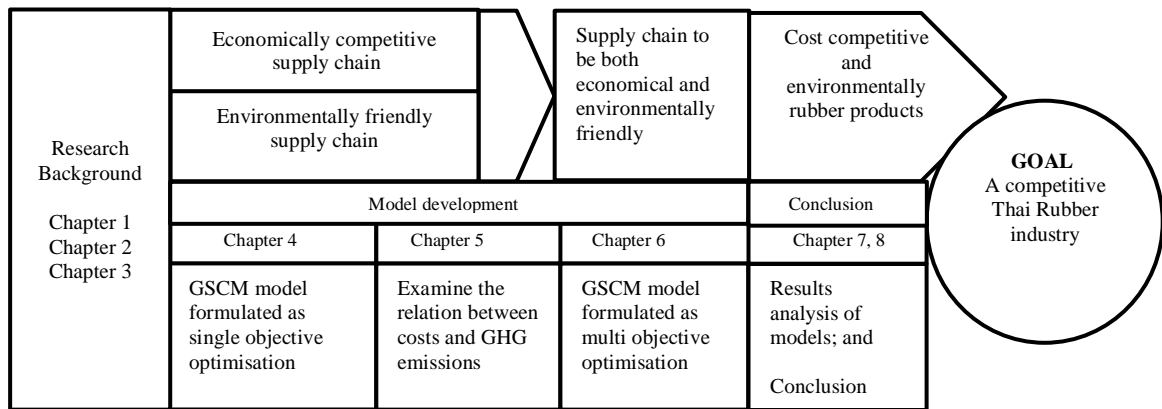 Research
Background
Chapter 1
Chapter 2
Chapter 3
Economically competitive
supply chain
Environmentally friendly
supply chain
Supply chain to
be both
economical and
environmentally
friendly
Cost competitive
and
environmentally
rubber products
GOAL
A competitive
Thai Rubber
industry
Model development
Conclusion
Chapter 4
Chapter 5
Chapter 6
Chapter 7, 8
GSCM model
formulated as
single objective
optimisation
Examine the
relation between
costs and GHG
emissions
GSCM model
formulated as
multi objective
optimisation
Results
analysis of
models; and
Conclusion